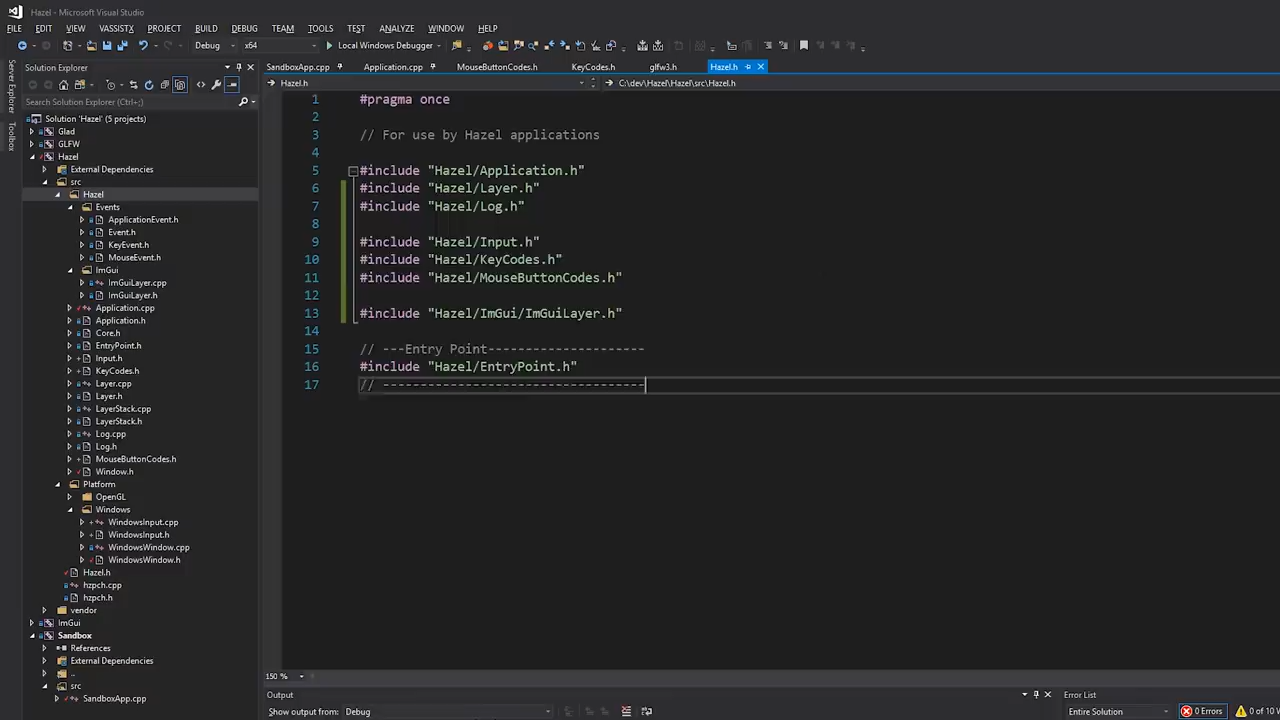 Hazel - Microsoft Visual Studio
FILE EDIT VIEW VASSISTX PROJECT BUILD DEBUG TEAM TOOLS TEST ANALYZE WINDOW HELP
Debug x64 Local Windows Debugger
Server Explorer
Toolbox
Solution Explorer
Search Solution Explorer (Ctrl+;)
Solution 'Hazel' (5 projects)
Glad
GLFW
Hazel
External Dependencies
src
Hazel
Events
ApplicationEvent.h
Event.h
KeyEvent.h
MouseEvent.h
ImGui
ImGuiLayer.cpp
ImGuiLayer.h
Application.cpp
Application.h
Core.h
EntryPoint.h
Input.h
KeyCodes.h
Layer.cpp
Layer.h
LayerStack.cpp
LayerStack.h
Log.cpp
Log.h
MouseButtonCodes.h
Window.h
Platform
OpenGL
Windows
WindowsInput.cpp
WindowsInput.h
WindowsWindow.cpp
WindowsWindow.h
Hazel.h
hzpch.cpp
hzpch.h
vendor
ImGui
Sandbox
References
External Dependencies
..
src
SandboxApp.cpp
SandboxApp.cpp Application.cpp MouseButtonCodes.h KeyCodes.h glfw3.h Hazel.h
Hazel.h C:\dev\Hazel\Hazel\src\Hazel.h
1 #pragma once
2
3 // For use by Hazel applications
4
5 #include "Hazel/Application.h"
6 #include "Hazel/Layer.h"
7 #include "Hazel/Log.h"
8
9 #include "Hazel/Input.h"
10 #include "Hazel/KeyCodes.h"
11 #include "Hazel/MouseButtonCodes.h"
12
13 #include "Hazel/ImGui/ImGuiLayer.h"
14
15 // ---Entry Point---------------------
16 #include "Hazel/EntryPoint.h"
17 // -----------------------------------
150 %
Output
Show output from: Debug
Error List
Entire Solution 0 Errors 0 of 10 W